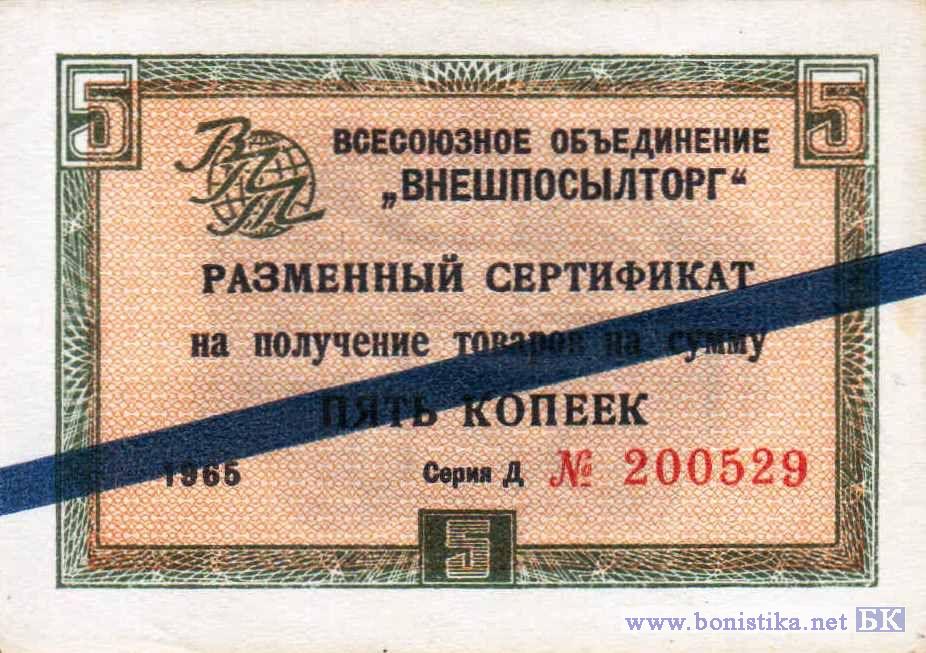 5 5
ВПТ
ВСЕСОЮЗНОЕ ОБЪЕДИНЕНИЕ
„ВНЕШПОСЫЛТОРГ“
РАЗМЕННЫЙ СЕРТИФИКАТ
на получение товаров на сумму
ПЯТЬ КОПЕЕК
1965 Серия Д № 200529
5
www.bonistika.net БК